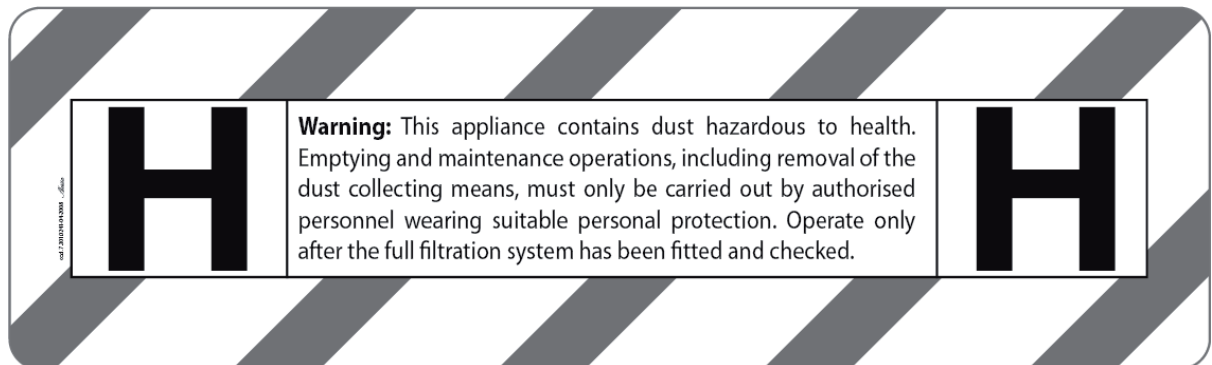 H
Warning: This appliance contains dust hazardous to health.
Emptying and maintenance operations, including removal of the
dust collecting means, must only be carried out by authorised
personnel wearing suitable personal protection. Operate only
after the full filtration system has been fitted and checked.
H